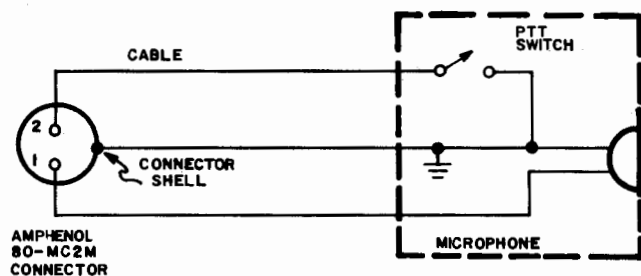 PTT
SWITCH
CABLE
2
1
CONNECTOR
SHELL
AMPHENOL
80-MC2M
CONNECTOR
MICROPHONE